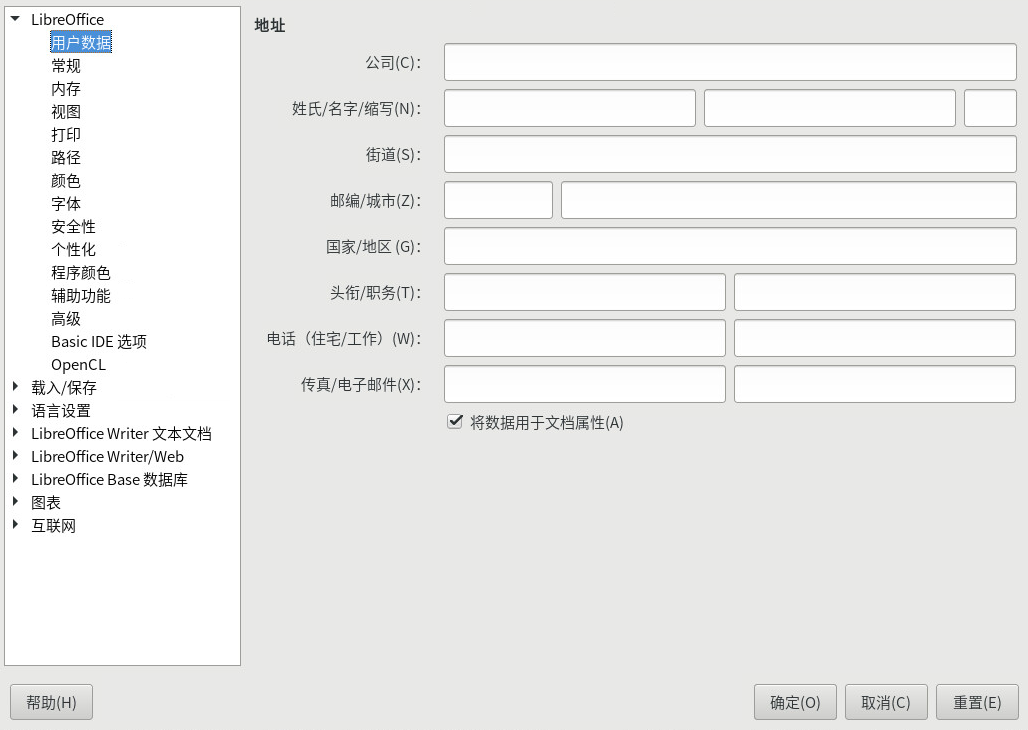 LibreOffice
用户数据
常规
内存
视图
打印
路径
颜色
字体
安全性
个性化
程序颜色
辅助功能
高级
Basic IDE 选项
OpenCL
载入/保存
语言设置
LibreOffice Writer 文本文档
LibreOffice Writer/Web
LibreOffice Base 数据库
图表
互联网
地址
公司(C)：
姓氏/名字/缩写(N)：
街道(S)：
邮编/城市(Z)：
国家/地区 (G)：
头衔/职务(T)：
电话（住宅/工作）(W)：
传真/电子邮件(X)：
将数据用于文档属性(A)
帮助(H)
确定(O)
取消(C)
重置(E)